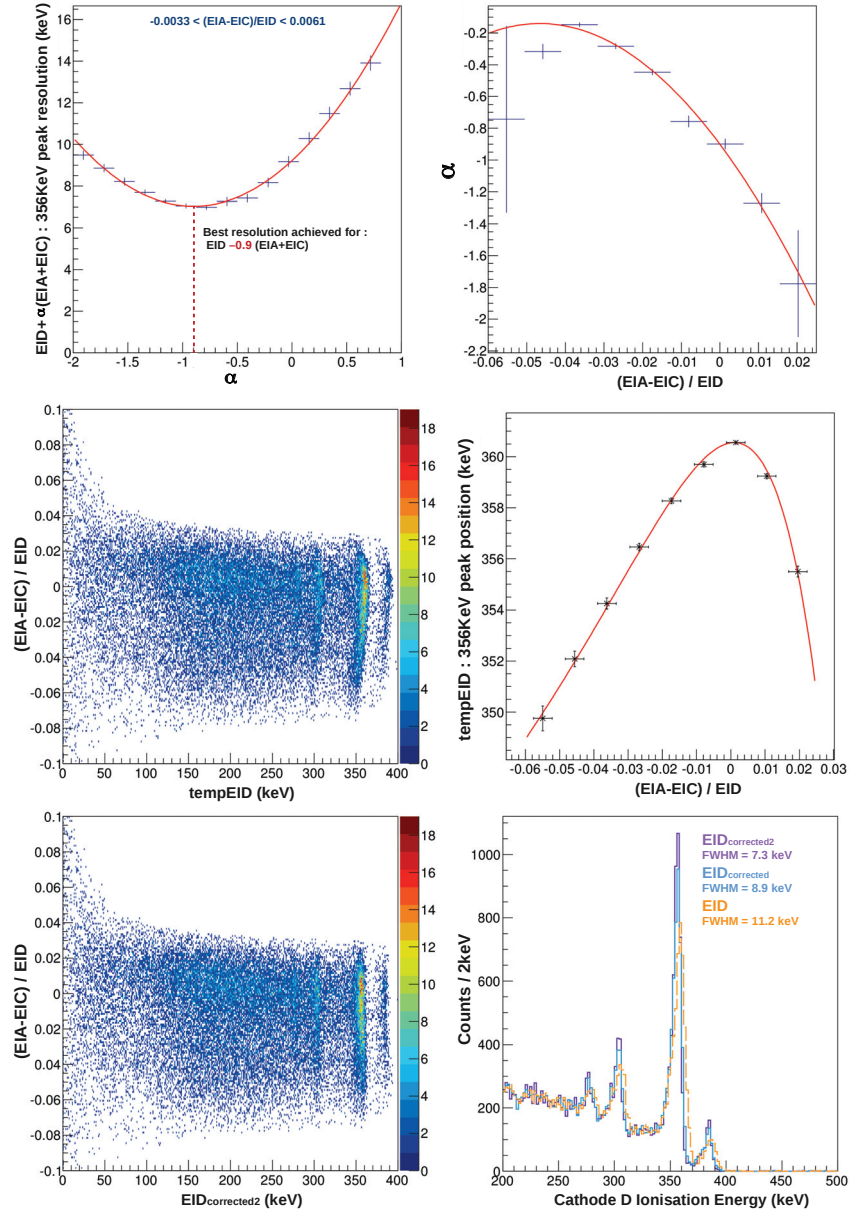 EID+ α(EIA+EIC) : 356KeV peak resolution (keV)
16
14
12
10
8
6
4
2
0
-0.0033 < (EIA-EIC)/EID < 0.0061
Best resolution achieved for :
EID –0.9 (EIA+EIC)
-2 -1.5 -1 -0.5 0 0.5 1
α
α
-0.2
-0.4
-0.6
-0.8
-1
-1.2
-1.4
-1.6
-1.8
-2
-2.2
-0.06 -0.05 -0.04 -0.03 -0.02 -0.01 0 0.01 0.02
(EIA-EIC) / EID
(EIA-EIC) / EID
0.1
0.08
0.06
0.04
0.02
0
-0.02
0.04
-0.06
-0.08
-0.1
0 50 100 150 200 250 300 350 400
tempEID (keV)
18
16
14
12
10
8
6
4
2
0
tempEID : 356KeV peak position (keV)
360
358
356
354
352
350
-0.06 -0.05 -0.04 -0.03 -0.02 -0.01 0 0.01 0.02 0.03
(EIA-EIC) / EID
(EIA-EIC) / EID
0.1
0.08
0.06
0.04
0.02
0
-0.02
0.04
-0.06
-0.08
-0.1
0 50 100 150 200 250 300 350 400
EIDcorrected2 (keV)
18
16
14
12
10
8
6
4
2
0
Counts / 2keV
1000
800
600
400
200
0
EIDcorrected2
FWHM = 7.3 keV
EIDcorrected
FWHM = 8.9 keV
EID
FWHM = 11.2 keV
200 250 300 350 400 450 500
Cathode D Ionisation Energy (keV)